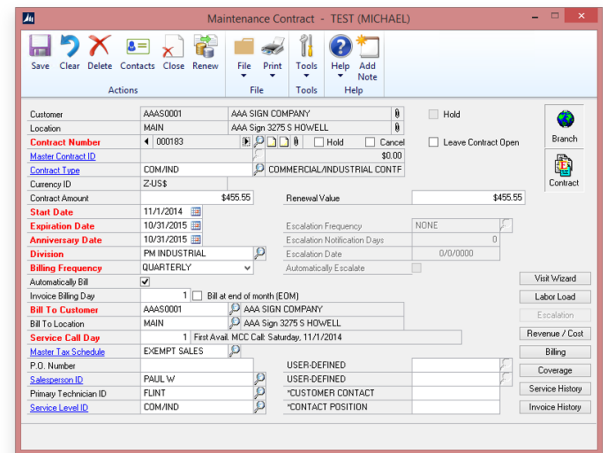 Maintenance Contract - TEST (MICHAEL)
Save Clear Delete Contacts Close Renew File Print Tools Help Add Note
Actions File Tools Help
Customer AAAS0001 AAA SIGN COMPANY Hold
Location MAIN AAA Sign 3275 S HOWELL
Contract Number 000183 Hold Cancel Leave Contract Open
Branch
Master Contract ID $0.00
Contract Type COM/IND COMMERCIAL/INDUSTRIAL CONTF
Contract
Currency ID Z-US$
Contract Amount $455.55 Renewal Value $455.55
Start Date 11/1/2014
Expiration Date 10/31/2015 Escalation Frequency NONE
Anniversary Date 10/31/2015 Escalation Notification Days 0
Division PM INDUSTRIAL Escalation Date 0/0/0000
Billing Frequency QUARTERLY Automatically Escalate
Automatically Bill Visit Wizard
Invoice Billing Day 1 Bill at end of month (EOM) Labor Load
Bill To Customer AAAS0001 AAA SIGN COMPANY Escalation
Bill To Location MAIN AAA Sign 3275 S HOWELL
Service Call Day 1 First Avail. MCC Call: Saturday, 11/1/2014 Revenue / Cost
Master Tax Schedule EXEMPT SALES Billing
P.O. Number USER-DEFINED Coverage
Salesperson ID PAUL W USER-DEFINED
Primary Technician ID FLINT *CUSTOMER CONTACT Service History
Service Level ID COM/IND *CONTACT POSITION Invoice History